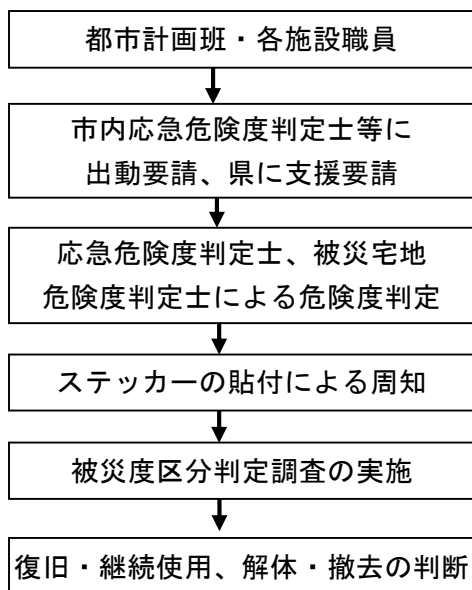 都市計画班・各施設職員
市内応急危険度判定士等に
出動要請、県に支援要請
応急危険度判定士、被災宅地
危険度判定士による危険度判定
ステッカーの貼付による周知
被災度区分判定調査の実施
復旧・継続使用、解体・撤去の判断